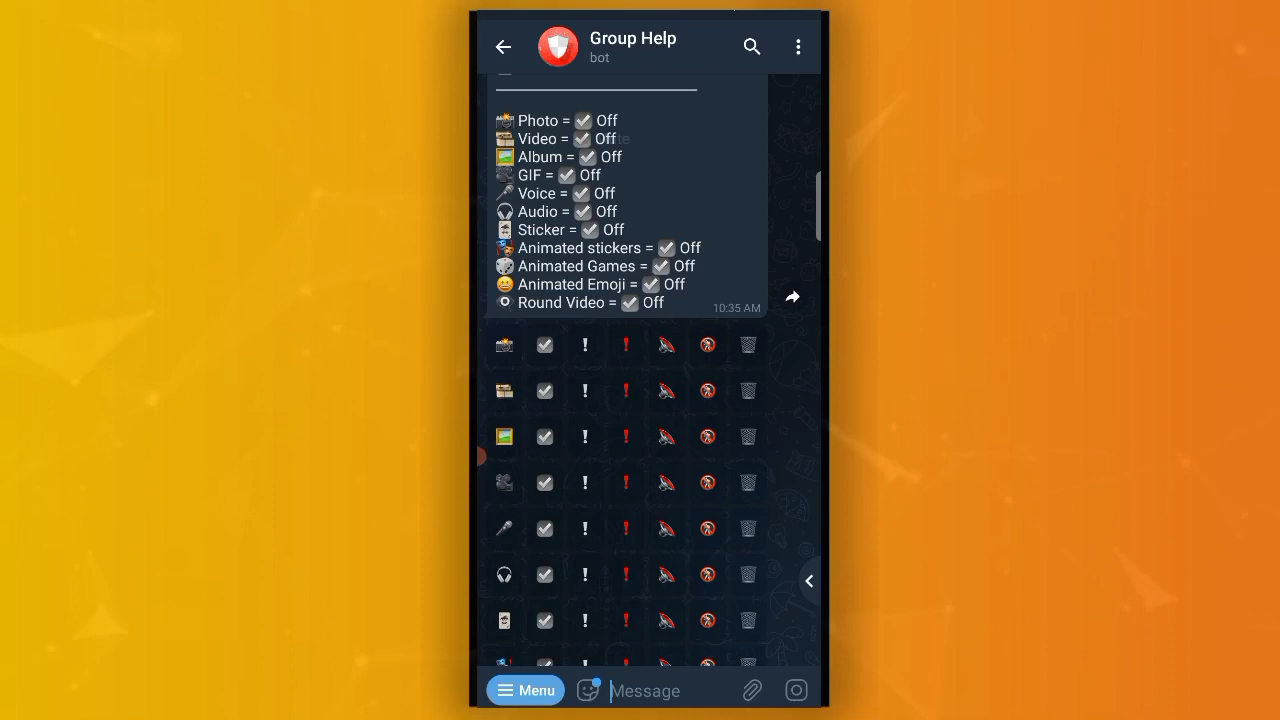 Group Help
bot
Photo = Off
Video = Off
Album = Off
GIF = Off
Voice = Off
Audio = Off
Sticker = Off
Animated stickers = Off
Animated Games = Off
Animated Emoji = Off
Round Video = Off
10:35 AM
Menu
Message